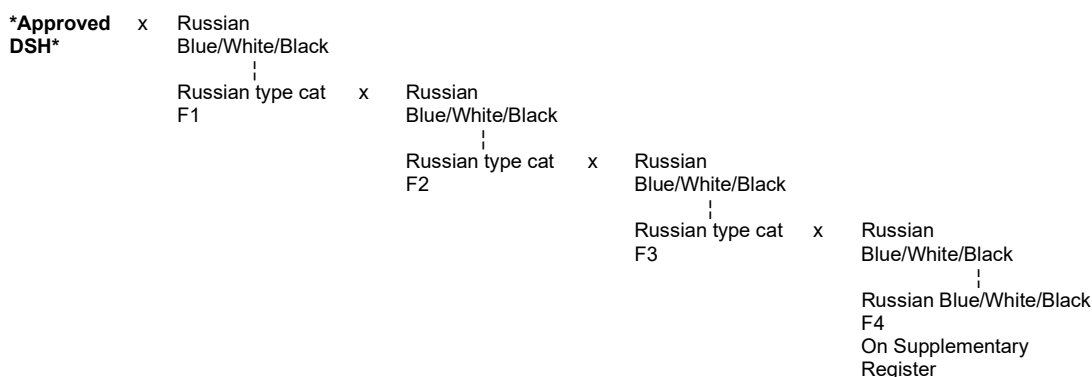 *Approved x Russian
DSH* Blue/White/Black
Russian type cat x Russian
F1 Blue/White/Black
Russian type cat x Russian
F2 Blue/White/Black
Russian type cat x Russian
F3 Blue/White/Black
Russian Blue/White/Black
F4
On Supplementary
Register